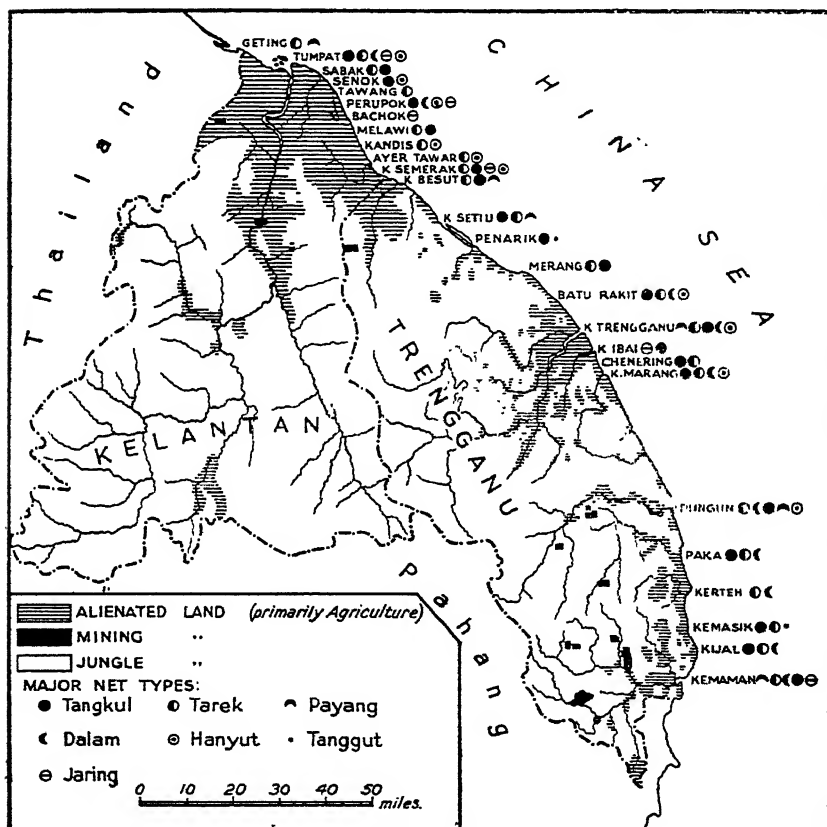 CHINA SEA
Thailand
GETING
TUMPAT
SABAK
SENOK
TAWANG
PERUPOK
BACHOK
MELAWI
KANDIS
AYER TAWAR
K SEMERAK
K BESUT
K SETIU
PENARIK
MERANG
BATU RAKIT
K TRENGGANU
K IBAI
CHENERING
K.MARANG
TRENGGANU
KELANTAN
Pahang
PAKA
KERTEH
KEMASIK
KIJAL
KEMAMAN
ALIENATED LAND (primarily Agriculture)
MINING "
JUNGLE "
MAJOR NET TYPES:
Tangkul Tarek Payang
Dalam Hanyut Tanggut
Jaring
0 10 20 30 40 50 miles.